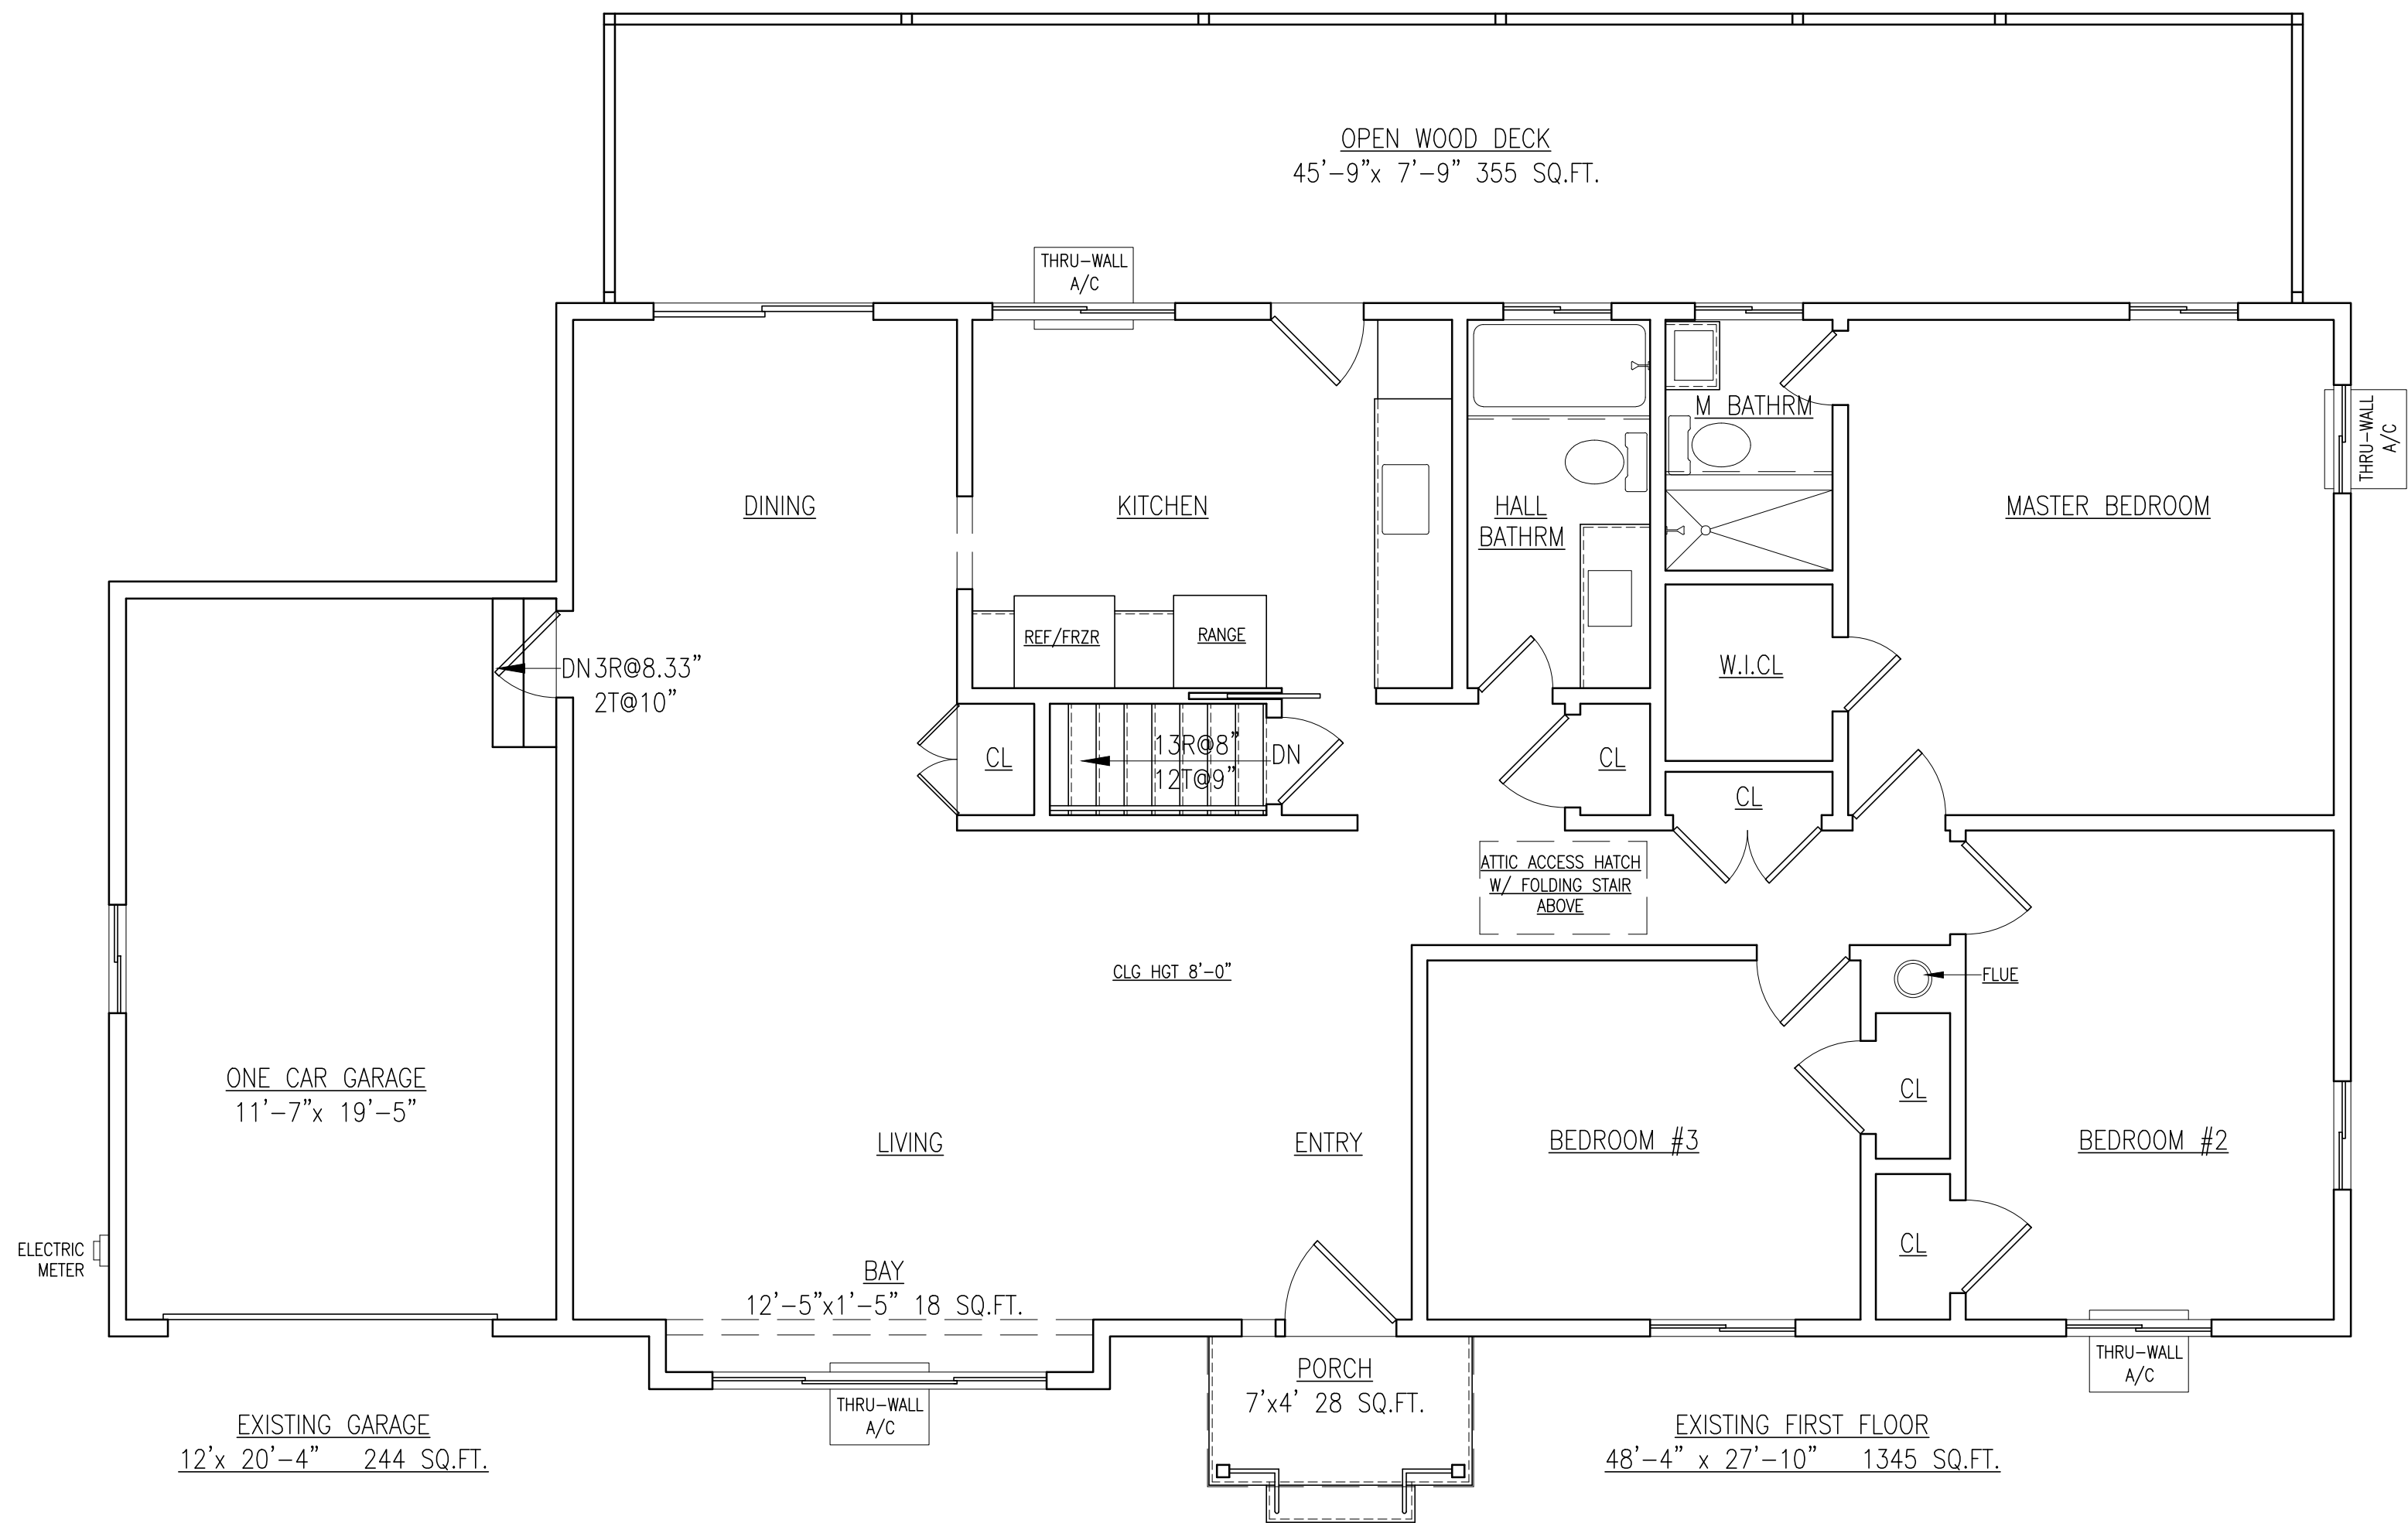 OPEN WOOD DECK
45'-9"x 7'-9" 355 SQ.FT.
THRU-WALL
A/C
THRU-WALL
A/C
M BATHRM
DINING
KITCHEN
HALL
BATHRM
MASTER BEDROOM
REF/FRZR
RANGE
W.I.CL
DN 3R@8.33"
2T@10"
CL
13R@8"
12T@9"
DN
CL
CL
ATTIC ACCESS HATCH
W/ FOLDING STAIR
ABOVE
CLG HGT 8'-0"
FLUE
ONE CAR GARAGE
11'-7"x 19'-5"
LIVING
ENTRY
BEDROOM #3
CL
BEDROOM #2
CL
ELECTRIC
METER
BAY
12'-5"x1'-5" 18 SQ.FT.
THRU-WALL
A/C
PORCH
7'x4' 28 SQ.FT.
THRU-WALL
A/C
EXISTING GARAGE
12'x 20'-4" 244 SQ.FT.
EXISTING FIRST FLOOR
48'-4" x 27'-10" 1345 SQ.FT.